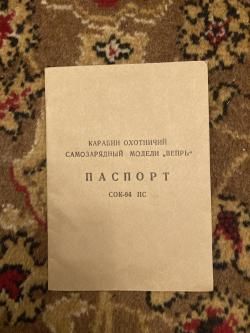 КАРАБИН ОХОТНИЧИЙ
САМОЗАРЯДНЫЙ МОДЕЛИ „ВЕПРЬ“
ПАСПОРТ
СОК-94 ПС